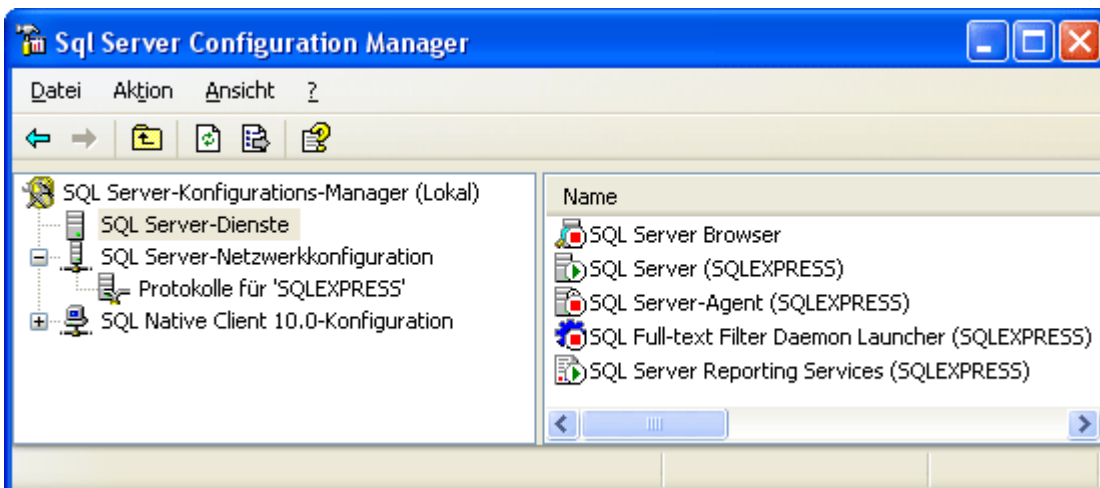 Sql Server Configuration Manager
Datei Aktion Ansicht ?
SQL Server-Konfigurations-Manager (Lokal)
SQL Server-Dienste
SQL Server-Netzwerkkonfiguration
Protokolle für 'SQLEXPRESS'
SQL Native Client 10.0-Konfiguration
Name
SQL Server Browser
SQL Server (SQLEXPRESS)
SQL Server-Agent (SQLEXPRESS)
SQL Full-text Filter Daemon Launcher (SQLEXPRESS)
SQL Server Reporting Services (SQLEXPRESS)